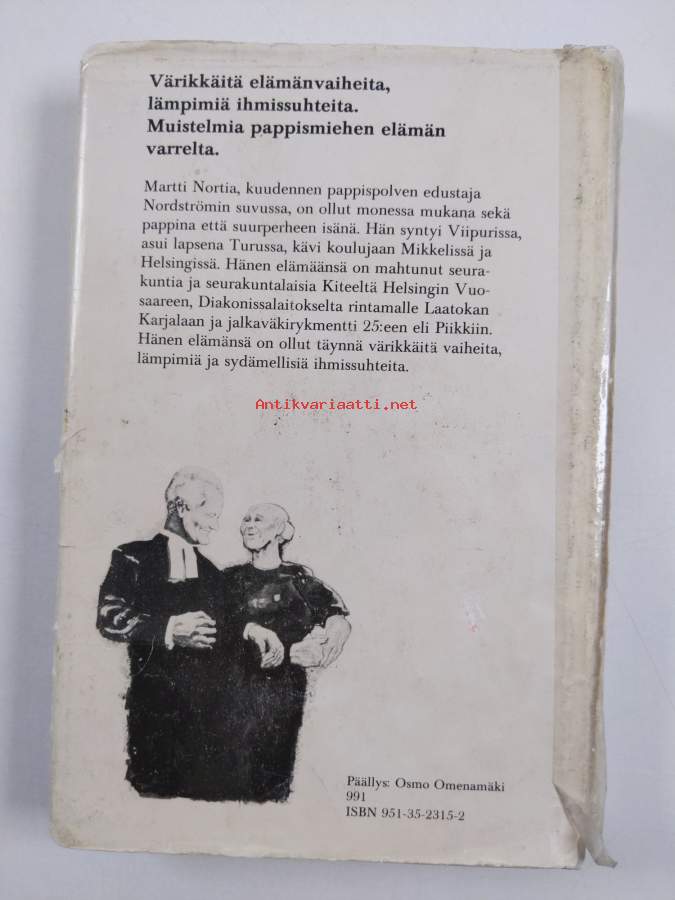 Värikkäitä elämänvaiheita,
lämpimiä ihmissuhteita.
Muistelmia pappismiehen elämän
varrelta.
Martti Nortia, kuudennen pappispolven edustaja
Nordströmin suvussa, on ollut monessa mukana sekä
pappina että suurperheen isänä. Hän syntyi Viipurissa,
asui lapsena Turussa, kävi koulujaan Mikkelissä ja
Helsingissä. Hänen elämäänsä on mahtunut seura-
kuntia ja seurakuntalaisia Kiteeltä Helsingin Vuo-
saareen, Diakonissalaitokselta rintamalle Laatokan
Karjalaan ja jalkaväkirykmentti 25:een eli Piikkiin.
Hänen elämänsä on ollut täynnä värikkäitä vaiheita,
lämpimiä ja sydämellisiä ihmissuhteita.
Antikvariaatti.net
Päällys: Osmo Omenamäki
991
ISBN 951-35-2315-2